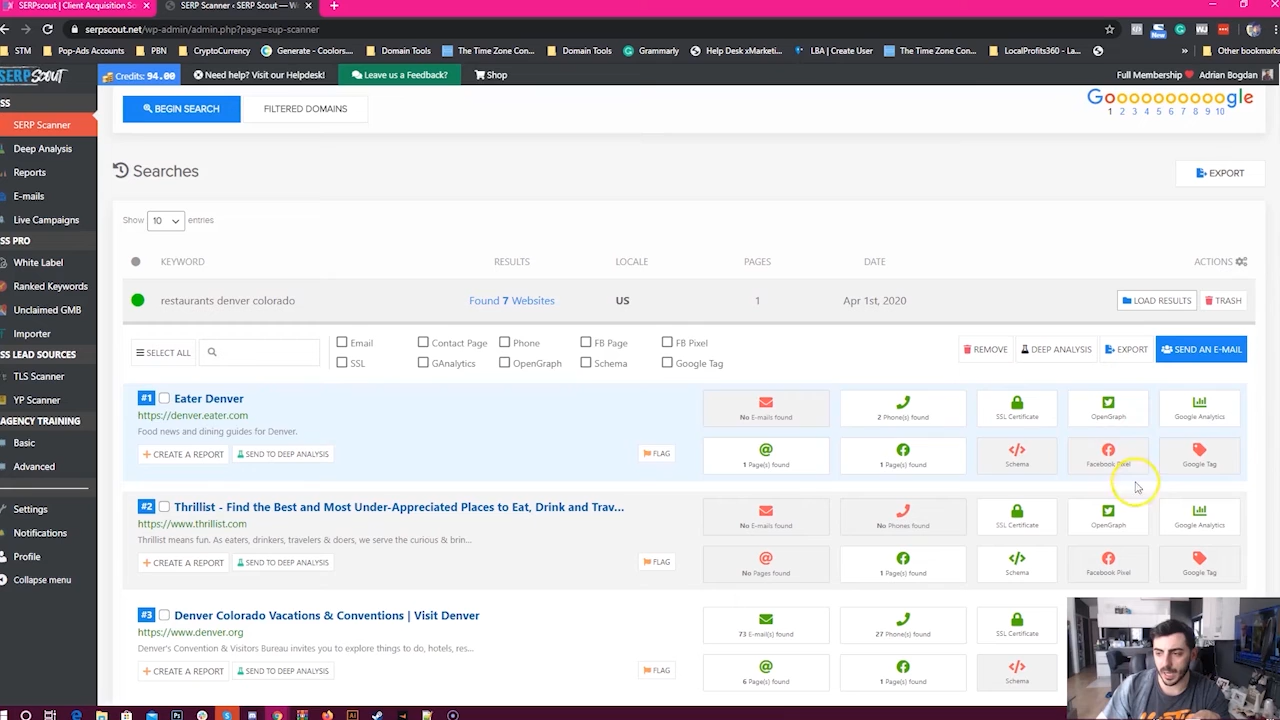 SERPscout | Client Acquisition S
SERP Scanner ‹ SERP Scout — W
serpscout.net/wp-admin/admin.php?page=sup-scanner
STM
Apps
PBN
CryptoCurrency
Generate - Coolors...
Domain Tools
The Time Zone Con...
Domain Tools
Grammarly
Help Desk xMarketin...
LBA | Create User
The Time Zone Con...
LocalProfits360 - La...
»
Other bookmarks
SERPSCOUT
Credits: 94.00
Need help? Visit our Helpdesk!
Leave us a Feedback?
Shop
Full Membership
Adrian Bogdan
SS
SERP Scanner
Deep Analysis
Reports
E-mails
Live Campaigns
SS PRO
White Label
Ranked Keywords
Unclaimed GMB
Importer
SS LEAD SOURCES
TLS Scanner
YP Scanner
AGENCY TRAINING
Basic
Advanced
Settings
Notifications
Profile
Collapse menu
BEGIN SEARCH
FILTERED DOMAINS
Goooooooooogle
1 2 3 4 5 6 7 8 9 10
Searches
EXPORT
Show 10 entries
KEYWORD RESULTS LOCALE PAGES DATE ACTIONS
restaurants denver colorado Found 7 Websites US 1 Apr 1st, 2020 LOAD RESULTS TRASH
SELECT ALL
Email Contact Page Phone FB Page FB Pixel
SSL GAnalytics OpenGraph Schema Google Tag
REMOVE DEEP ANALYSIS EXPORT SEND AN E-MAIL
#1 Eater Denver
https://denver.eater.com
Food news and dining guides for Denver.
CREATE A REPORT SEND TO DEEP ANALYSIS FLAG
No E-mails found 2 Phone(s) found SSL Certificate OpenGraph Google Analytics
1 Page(s) found 1 Page(s) found Schema Facebook Pixel Google Tag
#2 Thrillist - Find the Best and Most Under-Appreciated Places to Eat, Drink and Trav...
https://www.thrillist.com
Thrillist means fun. As eaters, drinkers, travelers & doers, we serve the curious & brin...
CREATE A REPORT SEND TO DEEP ANALYSIS FLAG
No E-mails found No Phones found SSL Certificate OpenGraph Google Analytics
No Pages found 1 Page(s) found Schema Facebook Pixel Google Tag
#3 Denver Colorado Vacations & Conventions | Visit Denver
https://www.denver.org
Denver's Convention & Visitors Bureau invites you to explore things to do, hotels, res...
CREATE A REPORT SEND TO DEEP ANALYSIS FLAG
73 E-mail(s) found 27 Phone(s) found SSL Certificate
6 Page(s) found 1 Page(s) found Schema